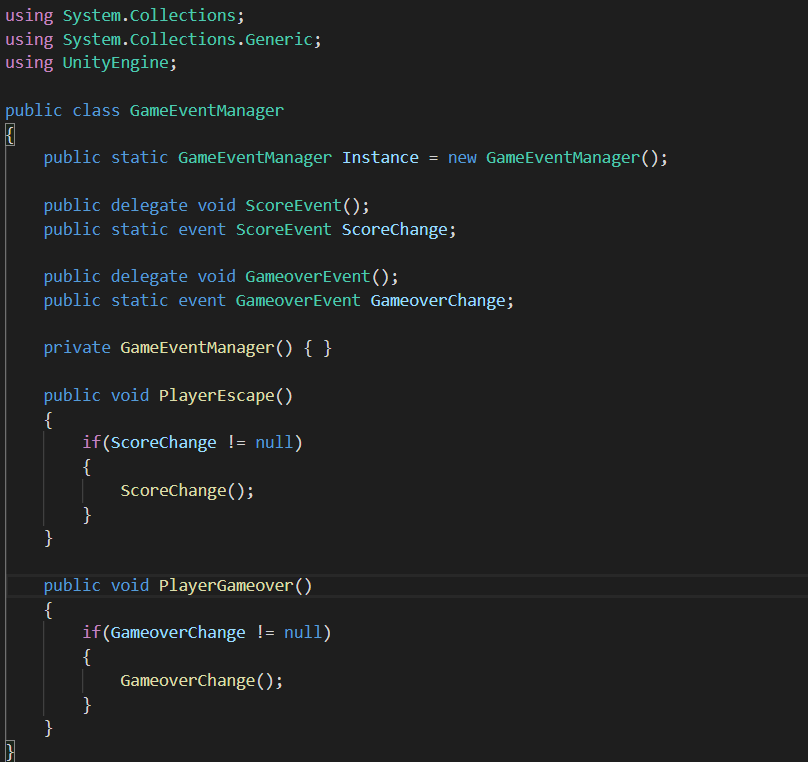 using System.Collections;
using System.Collections.Generic;
using UnityEngine;

public class GameEventManager
{
    public static GameEventManager Instance = new GameEventManager();

    public delegate void ScoreEvent();
    public static event ScoreEvent ScoreChange;

    public delegate void GameoverEvent();
    public static event GameoverEvent GameoverChange;

    private GameEventManager() { }

    public void PlayerEscape()
    {
        if(ScoreChange != null)
        {
            ScoreChange();
        }
    }

    public void PlayerGameover()
    {
        if(GameoverChange != null)
        {
            GameoverChange();
        }
    }
}